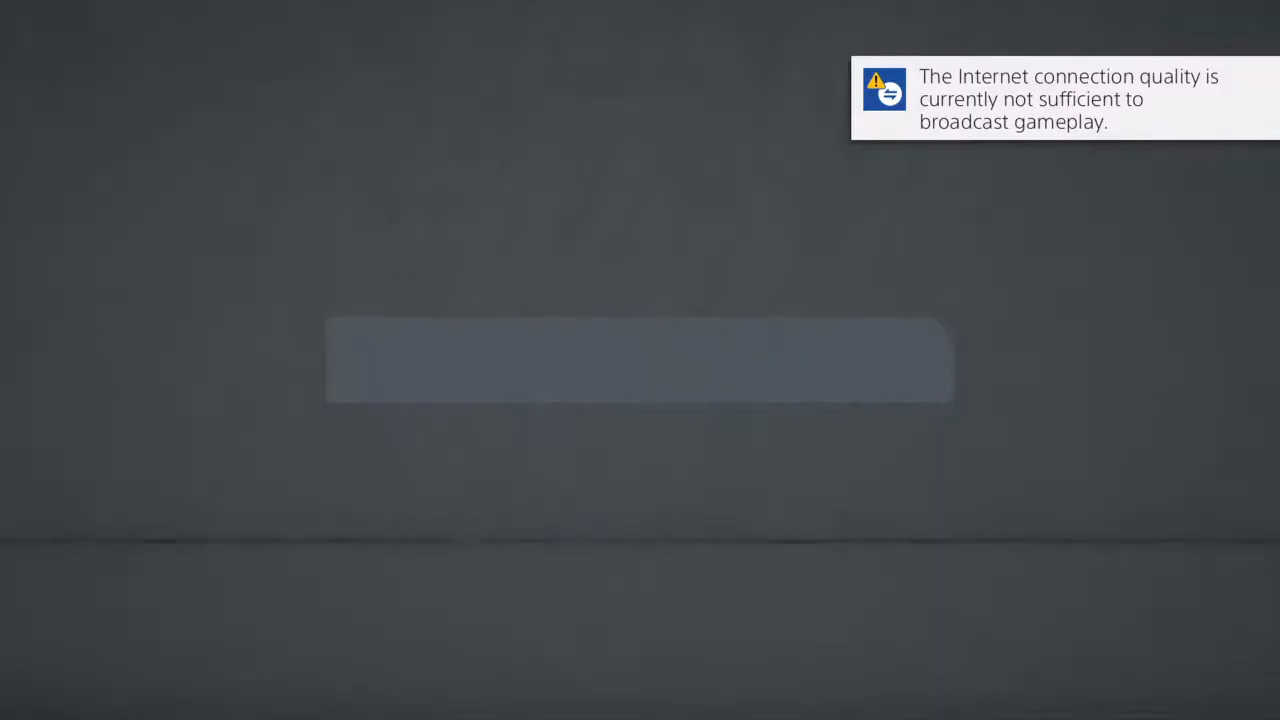 The Internet connection quality is
currently not sufficient to
broadcast gameplay.